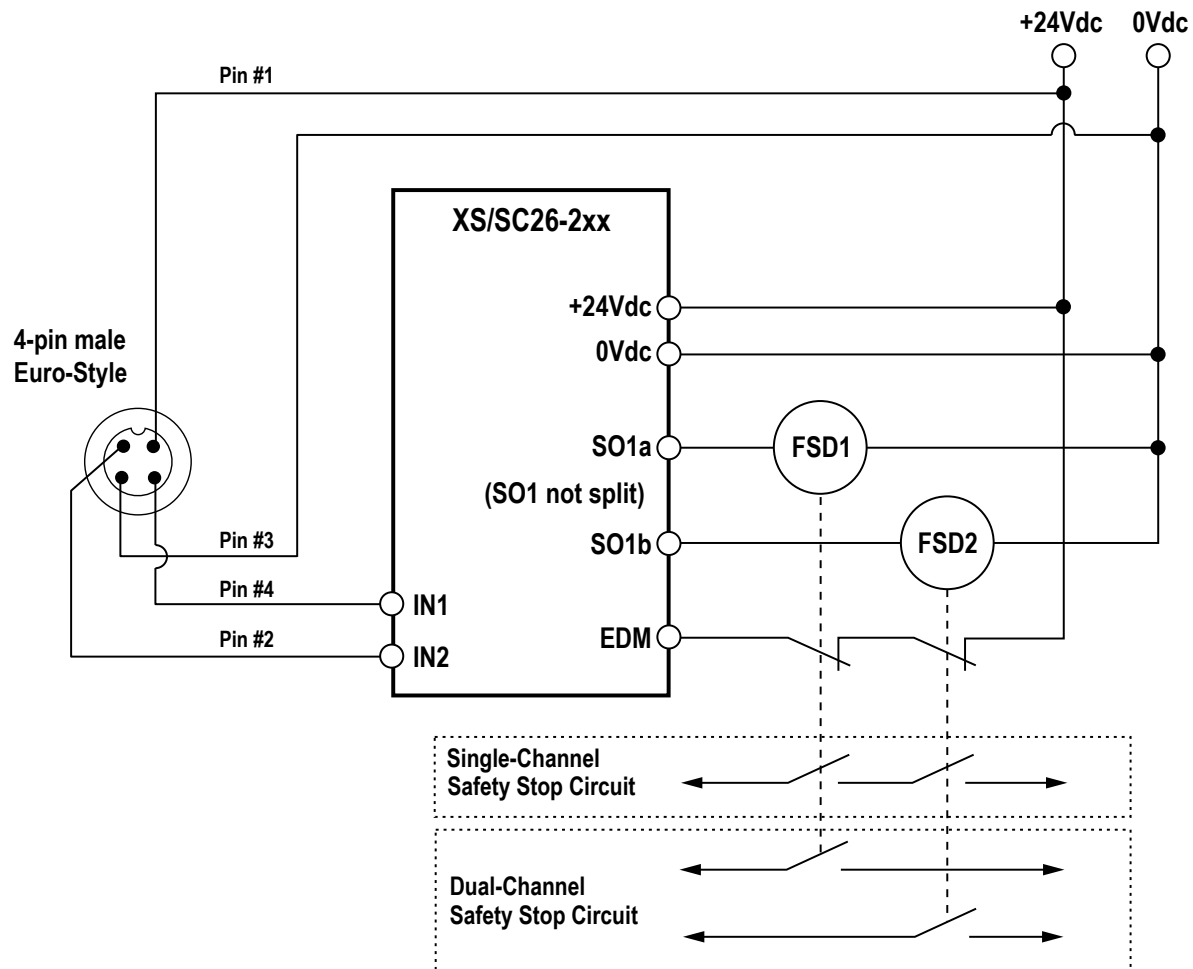 +24Vdc 0Vdc
Pin #1
XS/SC26-2xx
+24Vdc
0Vdc
4-pin male
Euro-Style
SO1a
FSD1
(SO1 not split)
SO1b
FSD2
Pin #3
Pin #4
IN1
Pin #2
IN2
EDM
Single-Channel
Safety Stop Circuit
Dual-Channel
Safety Stop Circuit